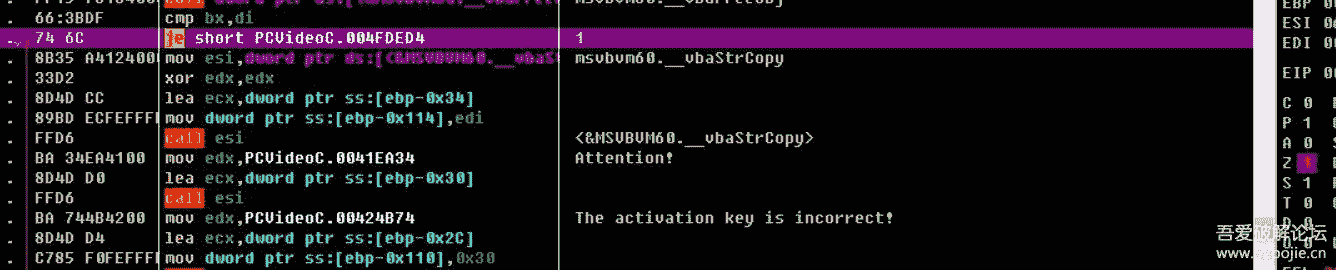 66:3BDF cmp bx,di
74 6C je short PCVideoC.004FDED4 1
8B35 A412400 mov esi,dword ptr ds:[<&MSVBVM60.__vbaS msvbvm60.__vbaStrCopy
33D2 xor edx,edx
8D4D CC lea ecx,dword ptr ss:[ebp-0x34]
89BD ECFEFFF mov dword ptr ss:[ebp-0x114],edi
FFD6 call esi <&MSVBVM60.__vbaStrCopy>
BA 34EA4100 mov edx,PCVideoC.0041EA34 Attention!
8D4D D0 lea ecx,dword ptr ss:[ebp-0x30]
FFD6 call esi
BA 744B4200 mov edx,PCVideoC.00424B74 The activation key is incorrect!
8D4D D4 lea ecx,dword ptr ss:[ebp-0x2C]
C785 F0FEFFF mov dword ptr ss:[ebp-0x110],0x30
EBP
ESI
EDI
EIP
C 0
P 1
A 0
Z
S 1
T 0
D 0
吾爱破解论坛